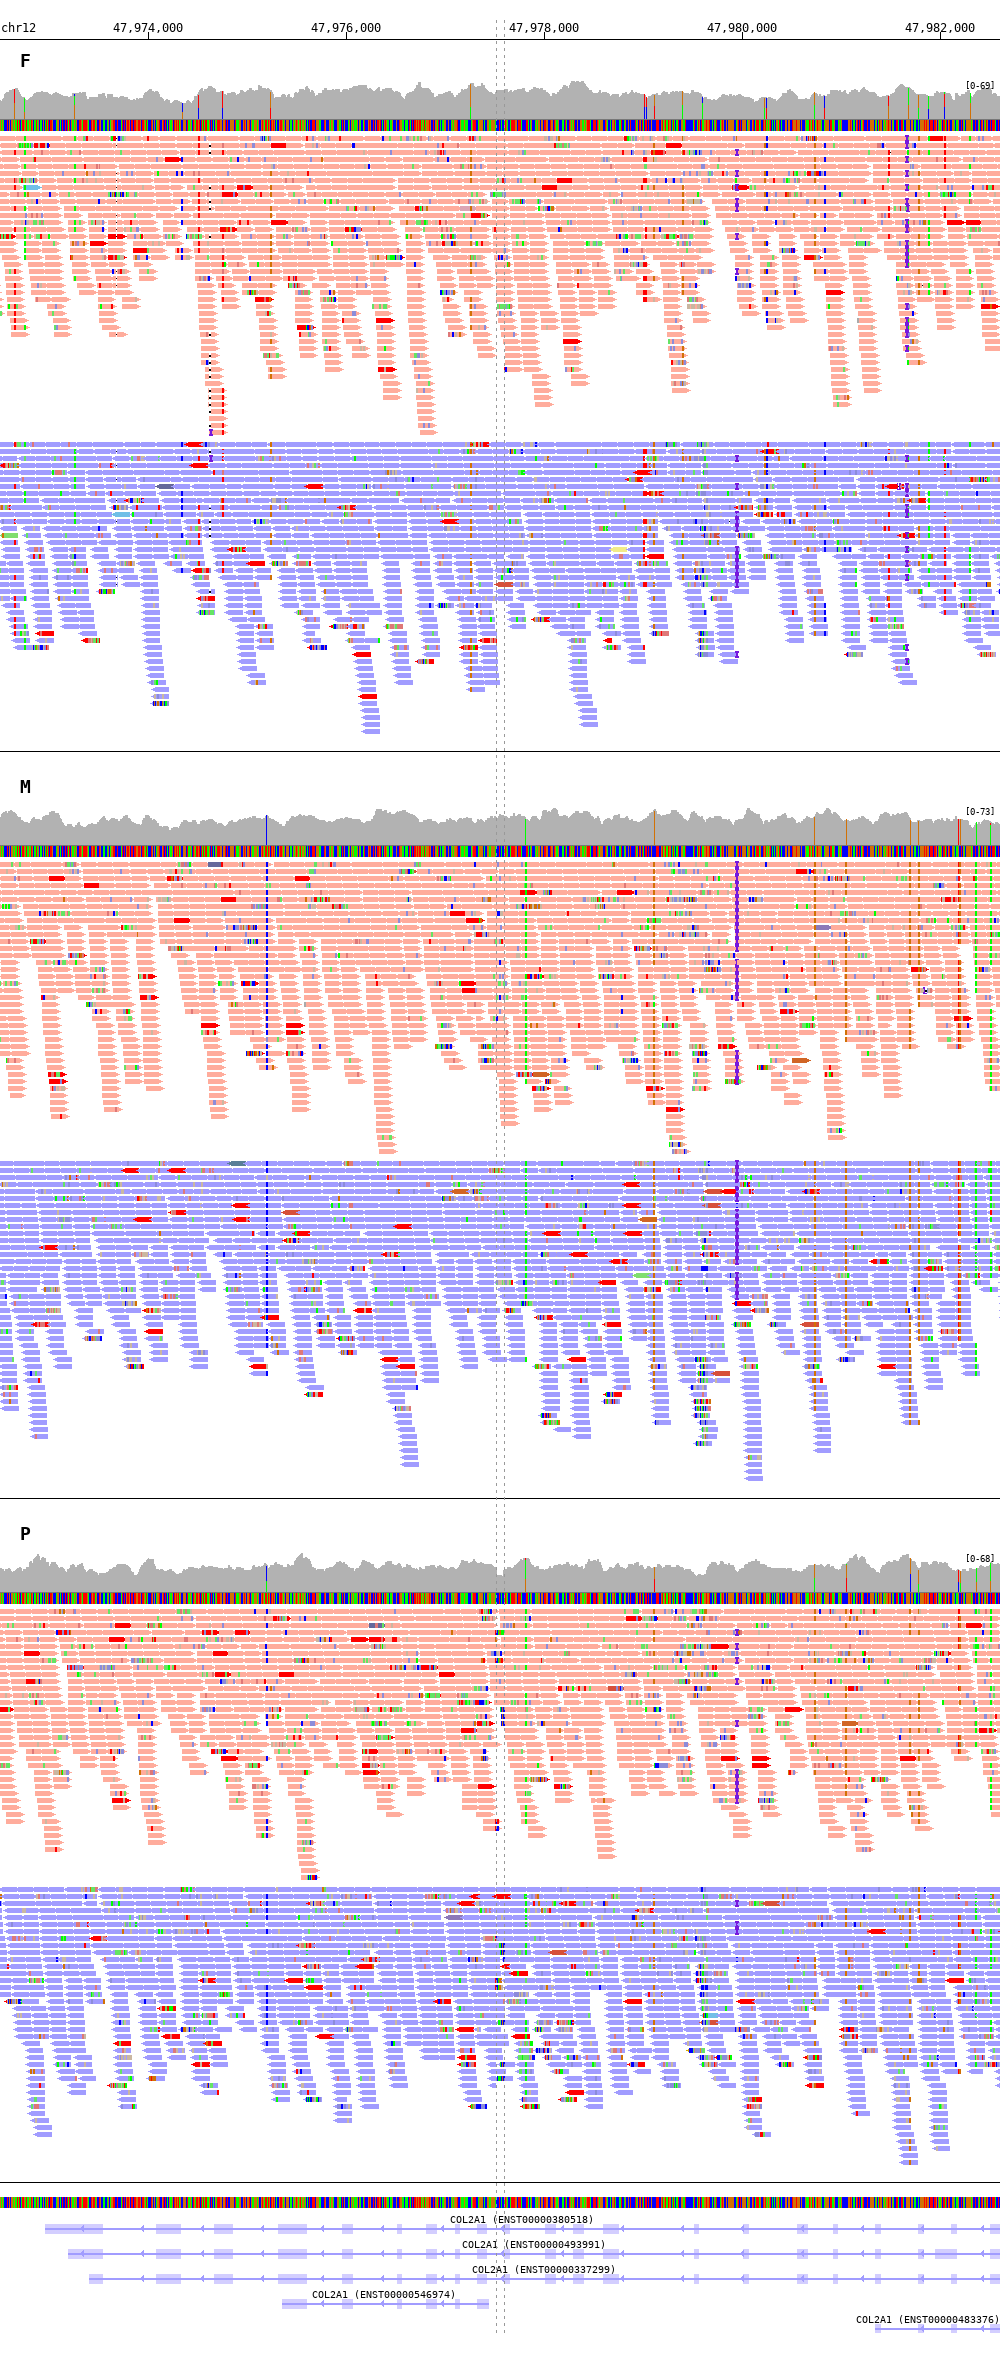 chr12 47,974,000 47,976,000 47,978,000 47,980,000 47,982,000
F
[0-69]
M
[0-73]
P
[0-68]
COL2A1 (ENST00000380518)
COL2A1 (ENST00000493991)
COL2A1 (ENST00000337299)
COL2A1 (ENST00000546974)
COL2A1 (ENST00000483376)